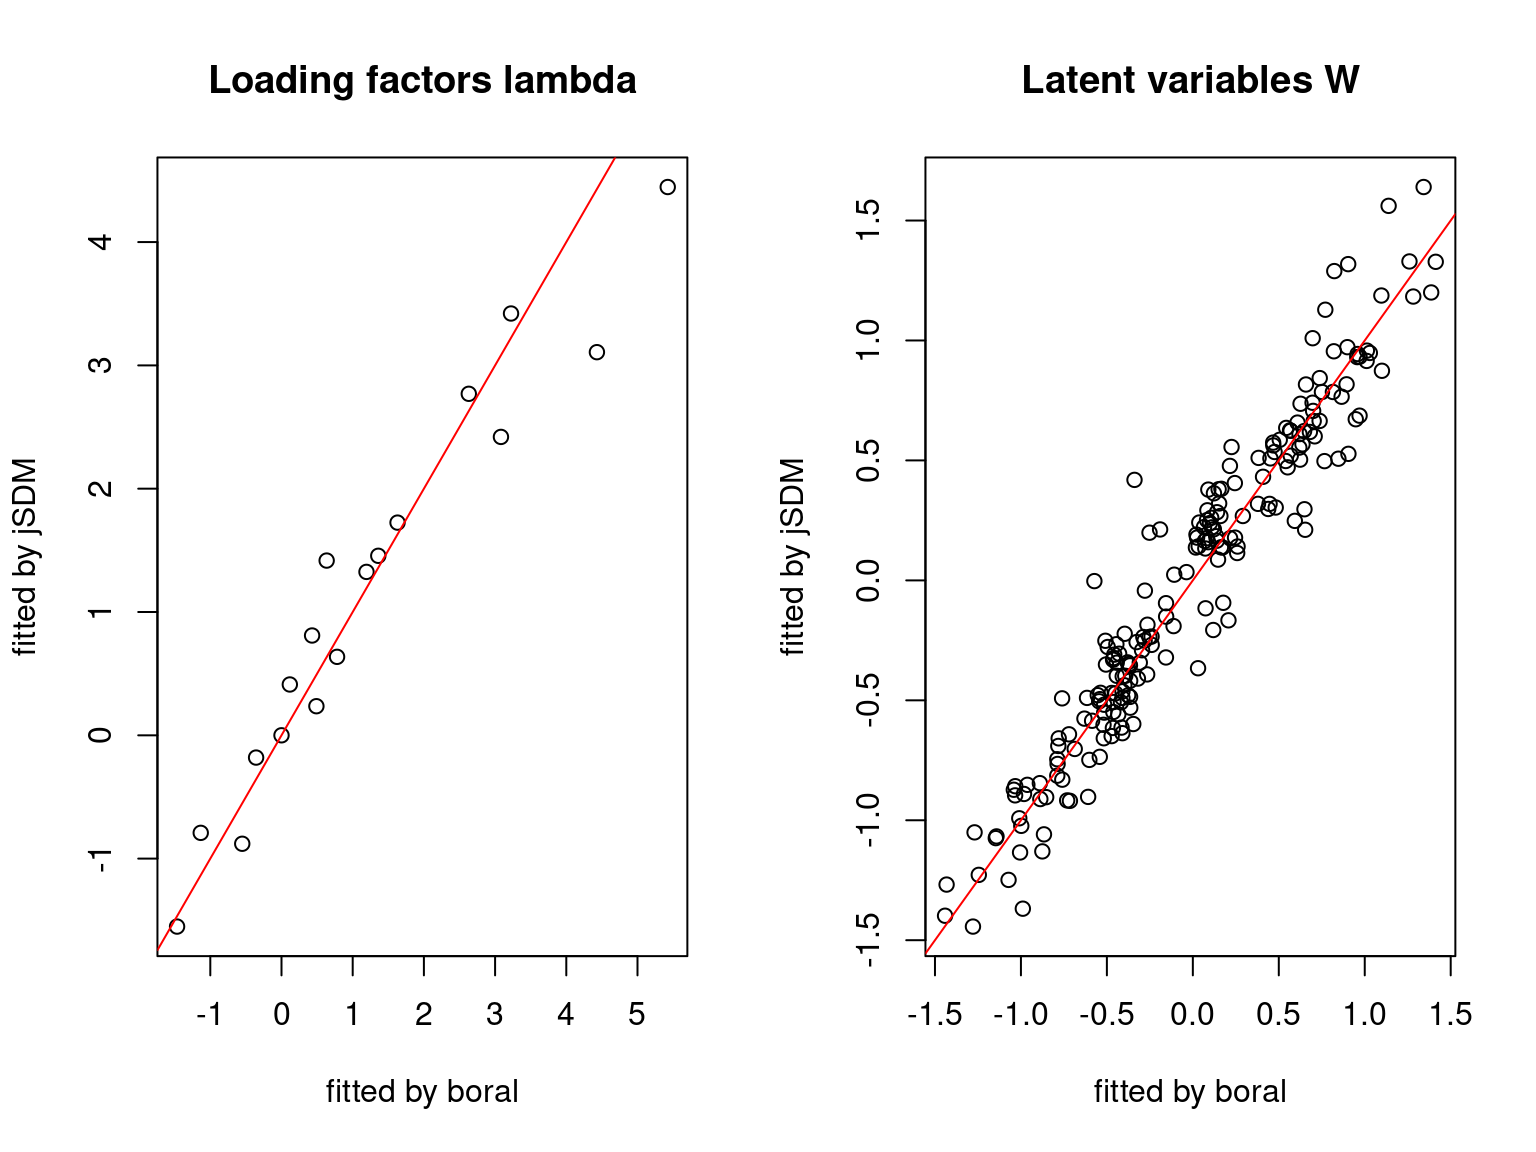 Loading factors lambda
fitted by jSDM
4
3
2
1
0
-1
-1 0 1 2 3 4 5
fitted by boral
Latent variables W
fitted by jSDM
1.5
1.0
0.5
0.0
-0.5
-1.0
-1.5
-1.5 -1.0 -0.5 0.0 0.5 1.0 1.5
fitted by boral